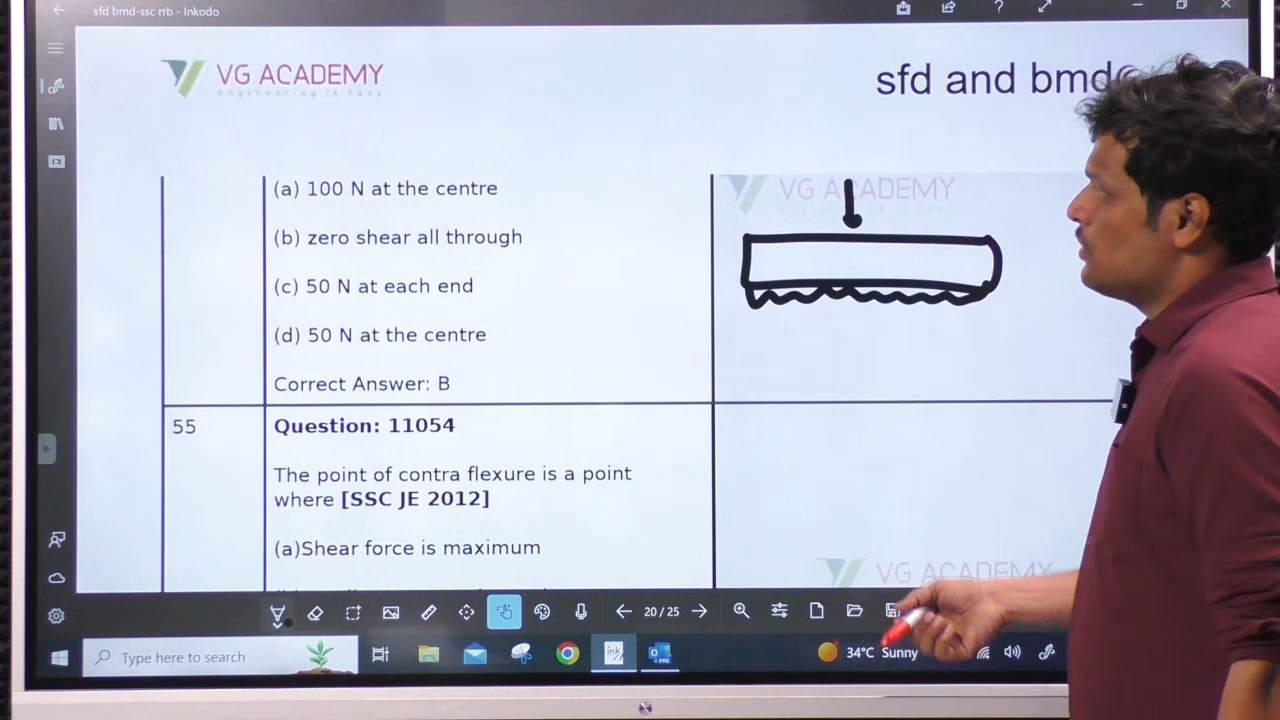 sfd bmd-ssc rrb - Inkodo
VG ACADEMY
Engineering is Easy
sfd and bmd
(a) 100 N at the centre
(b) zero shear all through
(c) 50 N at each end
(d) 50 N at the centre
Correct Answer: B
VG ACADEMY
55
Question: 11054
The point of contra flexure is a point
where [SSC JE 2012]
(a)Shear force is maximum
VG ACADEMY
20 / 25
Type here to search
ink
PRE
34°C Sunny